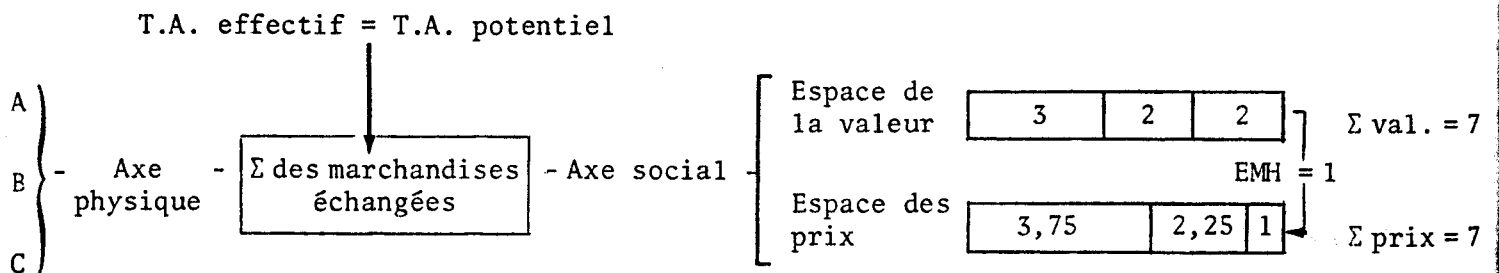 T.A. effectif = T.A. potentiel
A
B
C
- Axe physique -
Σ des marchandises
échangées
- Axe social -
Espace de
la valeur
3 2 2
Σ val. = 7
EMH = 1
Espace des
prix
3,75 2,25 1
Σ prix = 7